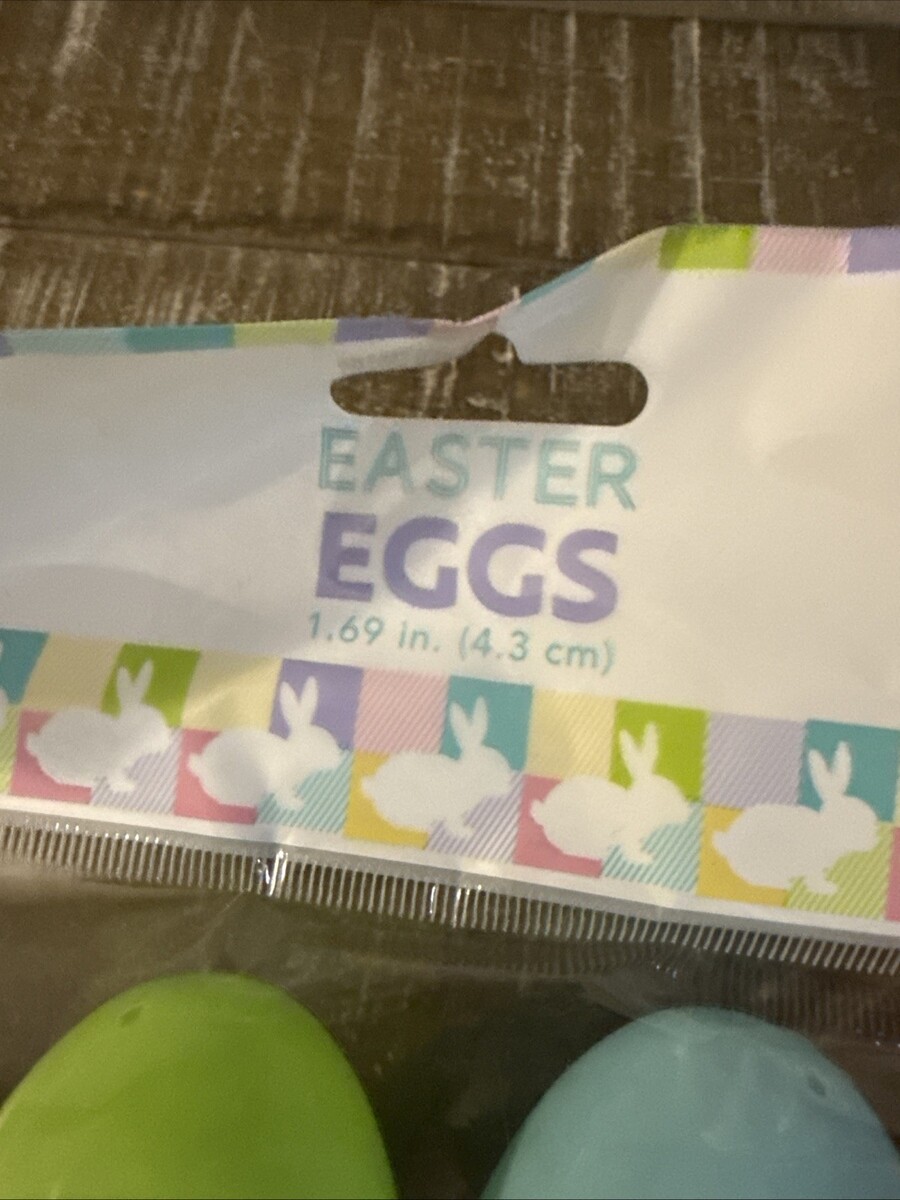 EASTER
EGGS
1.69 in. (4.3 cm)